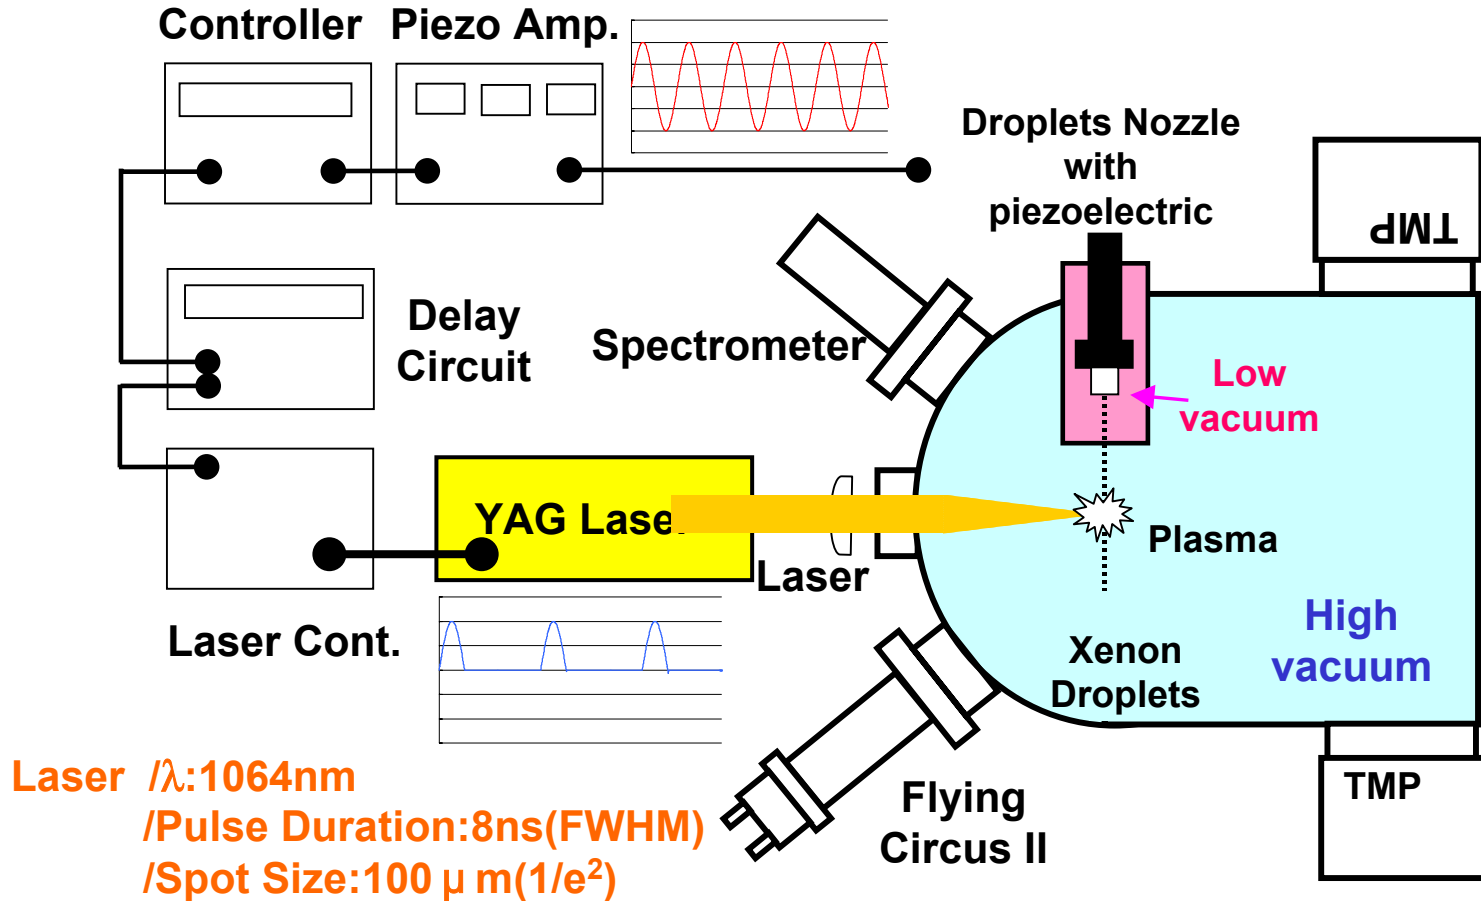 Controller
Piezo Amp.
Droplets Nozzle
with
piezoelectric
TMP
Delay
Circuit
Spectrometer
Low
vacuum
YAG Laser
Plasma
Laser
Laser Cont.
High
vacuum
Xenon
Droplets
Laser /λ:1064nm
/Pulse Duration:8ns(FWHM)
/Spot Size:100 μ m(1/e²)
Flying
Circus II
TMP